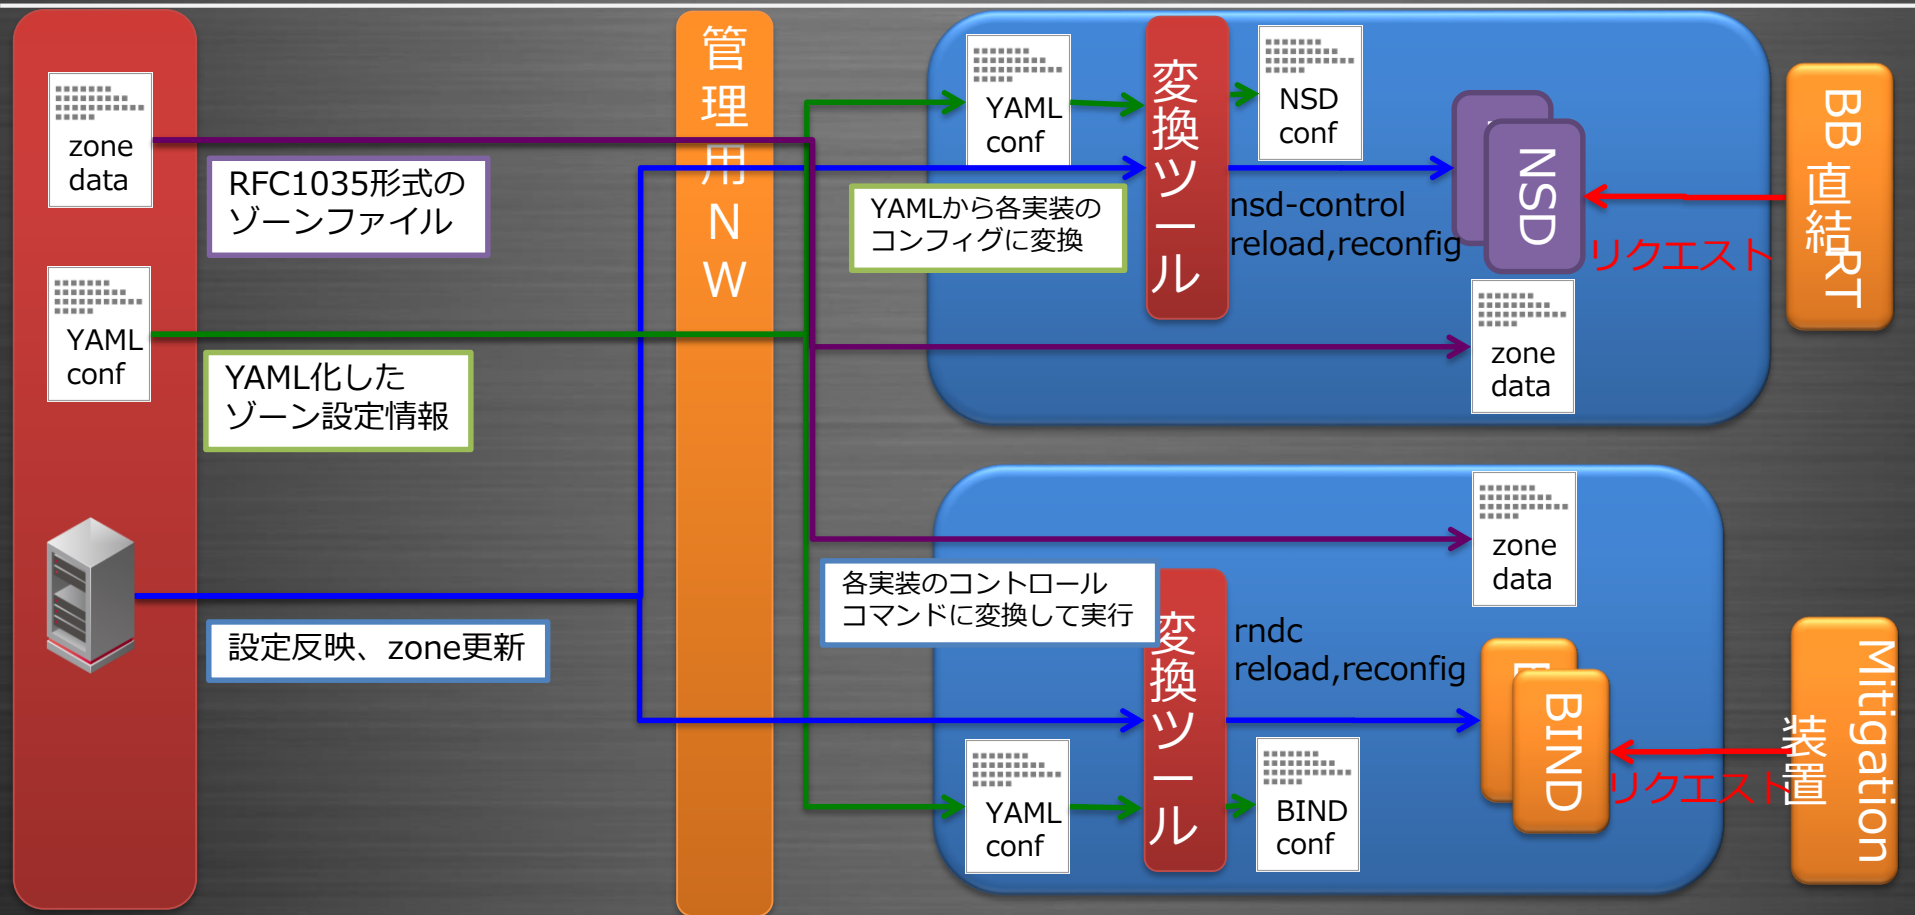 zone
data
RFC1035形式の
ゾーンファイル
YAML
conf
YAML化した
ゾーン設定情報
設定反映、zone更新
管理用NW
YAML
conf
変換ツール
NSD
conf
YAMLから各実装の
コンフィグに変換
nsd-control
reload,reconfig
NSD
リクエスト
BB直結RT
zone
data
zone
data
各実装のコントロール
コマンドに変換して実行
変換ツール
rndc
reload,reconfig
BIND
リクエスト
Mitigation
装置
YAML
conf
BIND
conf